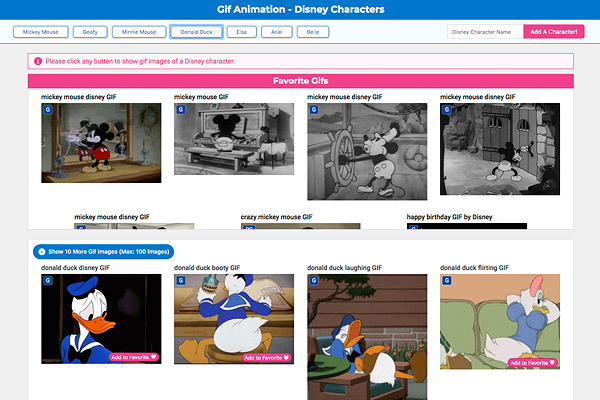 Gif Animation - Disney Characters
Mickey Mouse
Goofy
Minnie Mouse
Donald Duck
Elsa
Ariel
Belle
Disney Character Name
Add A Character!
Please click any button to show gif images of a Disney character.
Favorite Gifs
mickey mouse disney GIF
mickey mouse GIF
mickey mouse disney GIF
mickey mouse disney GIF
G
G
G
G
mickey mouse disney GIF
crazy mickey mouse GIF
happy birthday GIF by Disney
G
PG
G
Show 10 More Gif Images (Max: 100 Images)
donald duck disney GIF
donald duck booty GIF
donald duck laughing GIF
donald duck flirting GIF
G
G
G
G
Add to Favorite
Add to Favorite
Add to Favorite